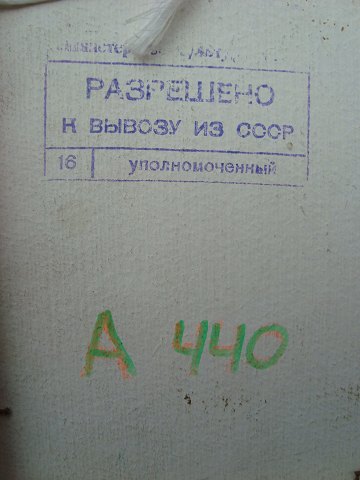 РАЗРЕШЕНО
К ВЫВОЗУ ИЗ СССР
16 уполномоченный
А 440